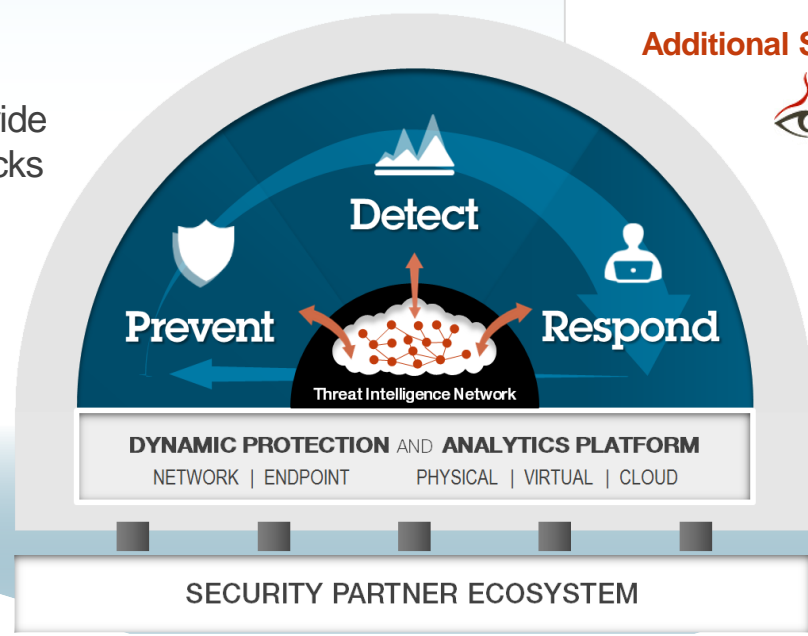 Additional S
ide
cks
Detect
Prevent
Respond
Threat Intelligence Network
DYNAMIC PROTECTION AND ANALYTICS PLATFORM
NETWORK | ENDPOINT PHYSICAL | VIRTUAL | CLOUD
SECURITY PARTNER ECOSYSTEM